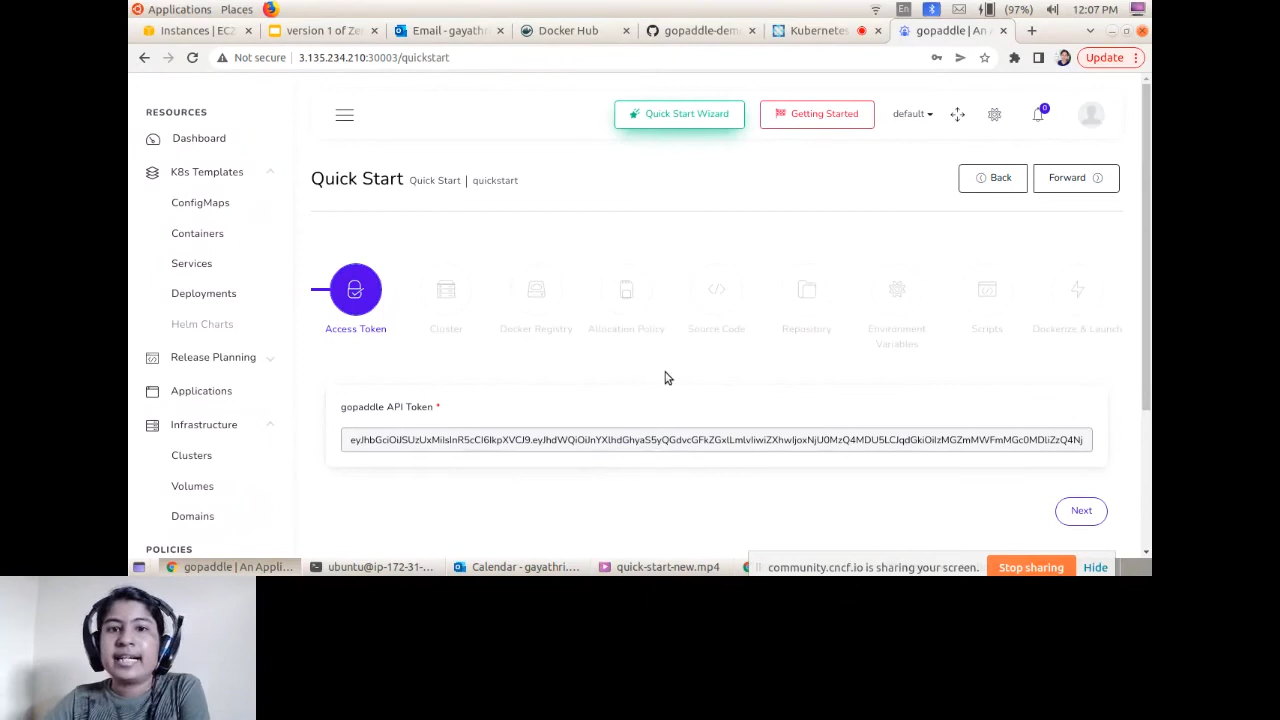 Applications Places
En (97%) 12:07 PM
Instances | EC2 version 1 of Ze Email - gayathri Docker Hub gopaddle-dem Kubernetes gopaddle | An A
Not secure 3.135.234.210:30003/quickstart Update
RESOURCES
Dashboard
K8s Templates
ConfigMaps
Containers
Services
Deployments
Helm Charts
Release Planning
Applications
Infrastructure
Clusters
Volumes
Domains
POLICIES
Quick Start Wizard Getting Started default 0
Quick Start Quick Start | quickstart Back Forward
Access Token Cluster Docker Registry Allocation Policy Source Code Repository Environment Variables Scripts Dockerize & Launch
gopaddle API Token *
Next
gopaddle | An Appli... ubuntu@ip-172-31-... Calendar - gayathri.... quick-start-new.mp4
community.cncf.io is sharing your screen. Stop sharing Hide